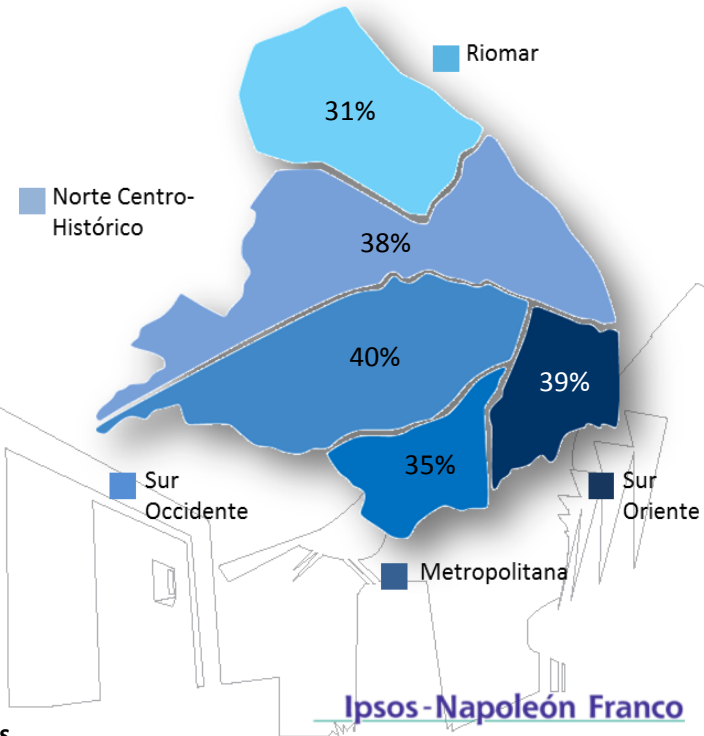 Riomar
31%
Norte Centro-
Histórico
38%
40%
39%
35%
Sur
Occidente
Sur
Oriente
Metropolitana
Ipsos-Napoleón Franco
s